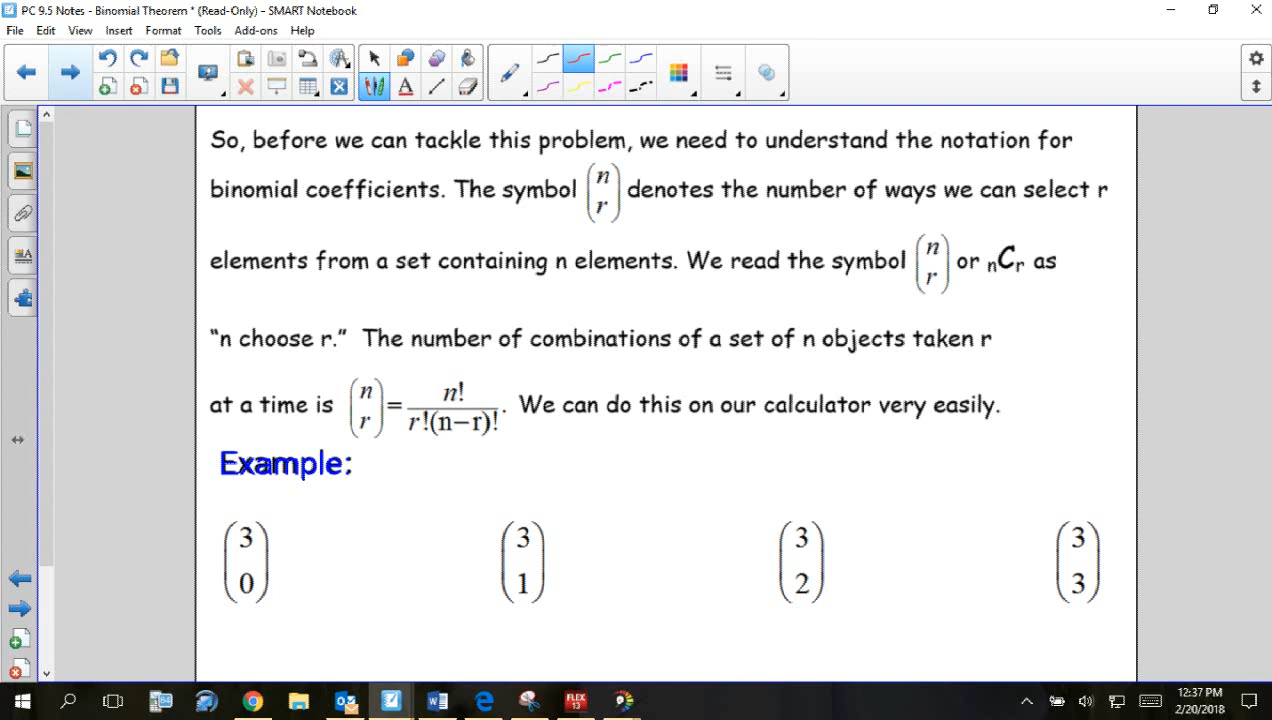 PC 9.5 Notes - Binomial Theorem * (Read-Only) - SMART Notebook
File Edit View Insert Format Tools Add-ons Help
So, before we can tackle this problem, we need to understand the notation for
binomial coefficients. The symbol (n r) denotes the number of ways we can select r
elements from a set containing n elements. We read the symbol (n r) or nCr as
“n choose r.” The number of combinations of a set of n objects taken r
at a time is (n r) = n!/r!(n−r)!. We can do this on our calculator very easily.
Example:
(3 0) (3 1) (3 2) (3 3)
FLEX 13
12:37 PM
2/20/2018